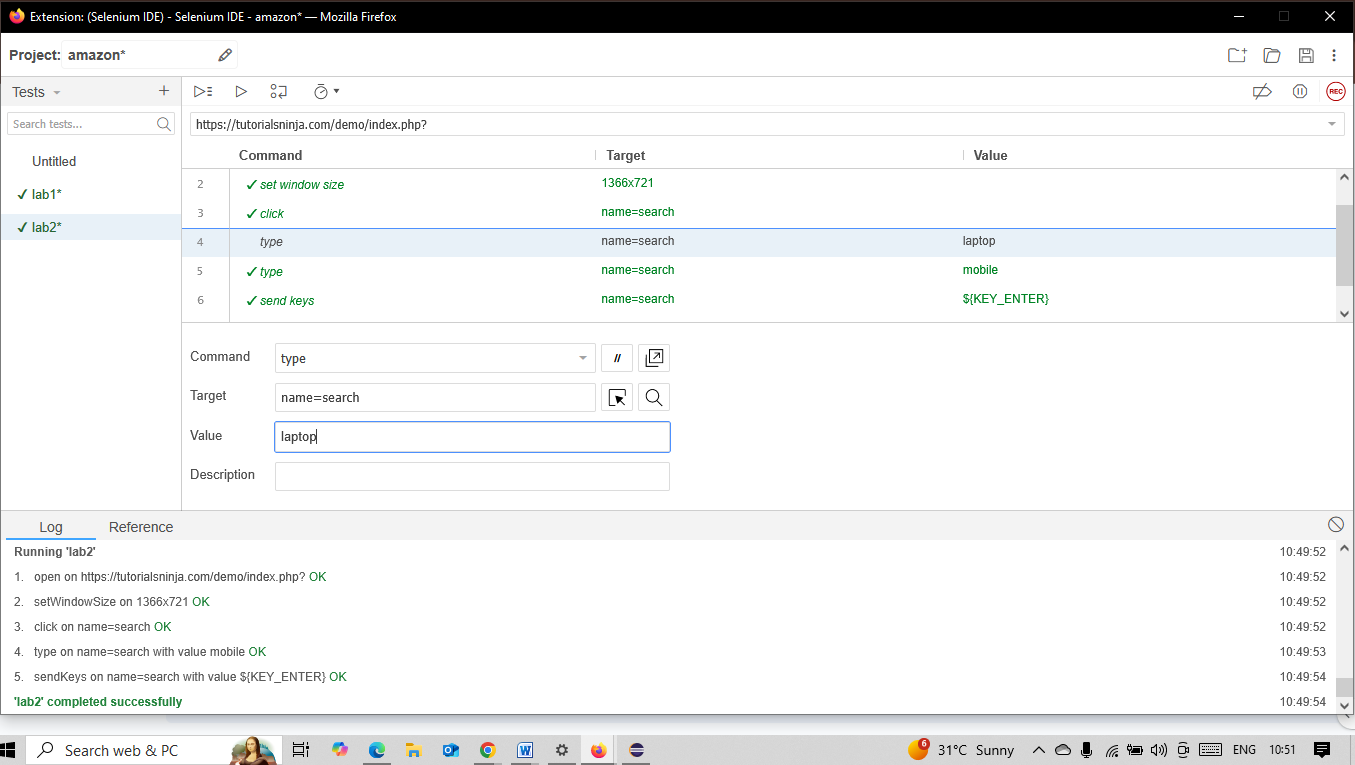 Extension: (Selenium IDE) - Selenium IDE - amazon* — Mozilla Firefox
Project: amazon*
Tests
Search tests...
https://tutorialsninja.com/demo/index.php?
Command Target Value
Untitled
lab1*
lab2*
2 ✓ set window size 1366x721
3 ✓ click name=search
4 type name=search laptop
5 ✓ type name=search mobile
6 ✓ send keys name=search ${KEY_ENTER}
Command type //
Target name=search
Value laptop
Description
Log Reference
Running 'lab2' 10:49:52
1. open on https://tutorialsninja.com/demo/index.php? OK 10:49:52
2. setWindowSize on 1366x721 OK 10:49:52
3. click on name=search OK 10:49:52
4. type on name=search with value mobile OK 10:49:53
5. sendKeys on name=search with value ${KEY_ENTER} OK 10:49:54
'lab2' completed successfully 10:49:54
REC
Search web & PC
6 31°C Sunny ENG 10:51